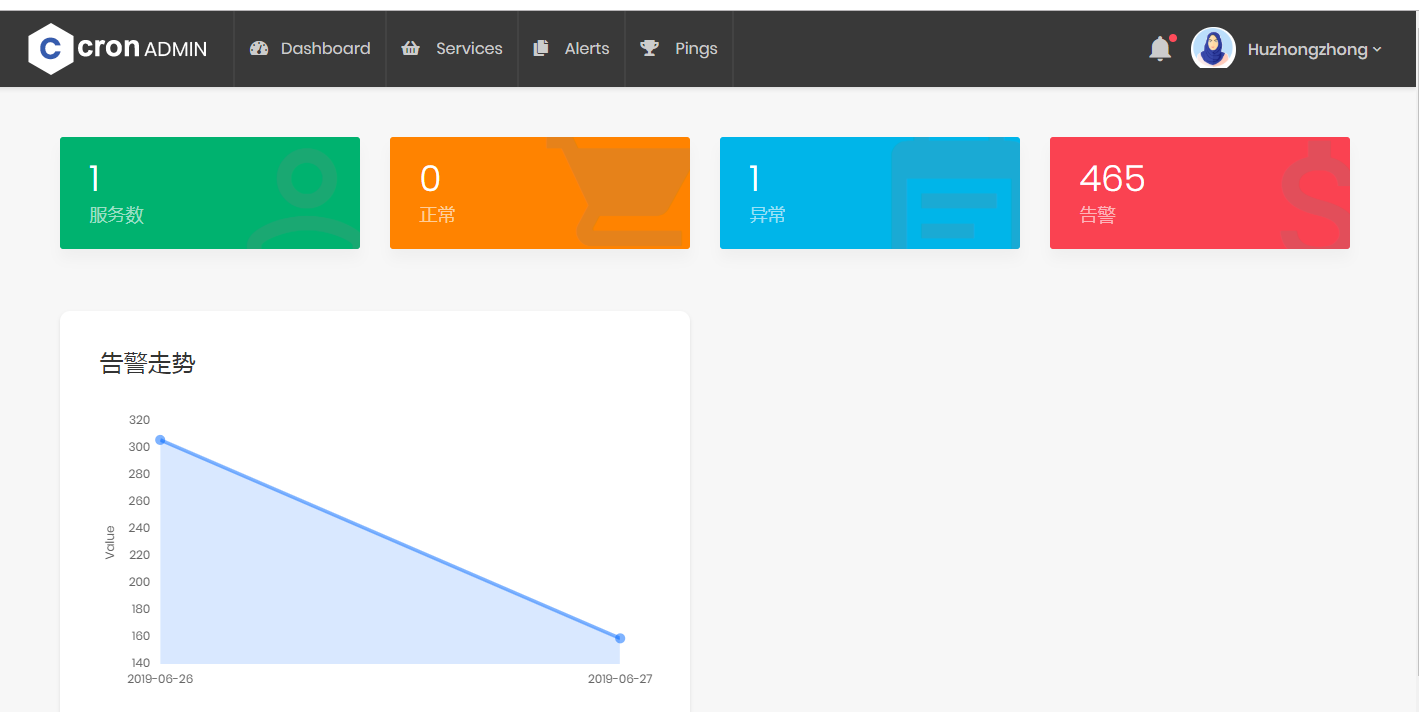 C cron ADMIN Dashboard Services Alerts Pings Huzhongzhong
1 0 1 465
服务数 正常 异常 告警
告警走势
320
300
280
260
240
220
200
180
160
140
Value
2019-06-26 2019-06-27